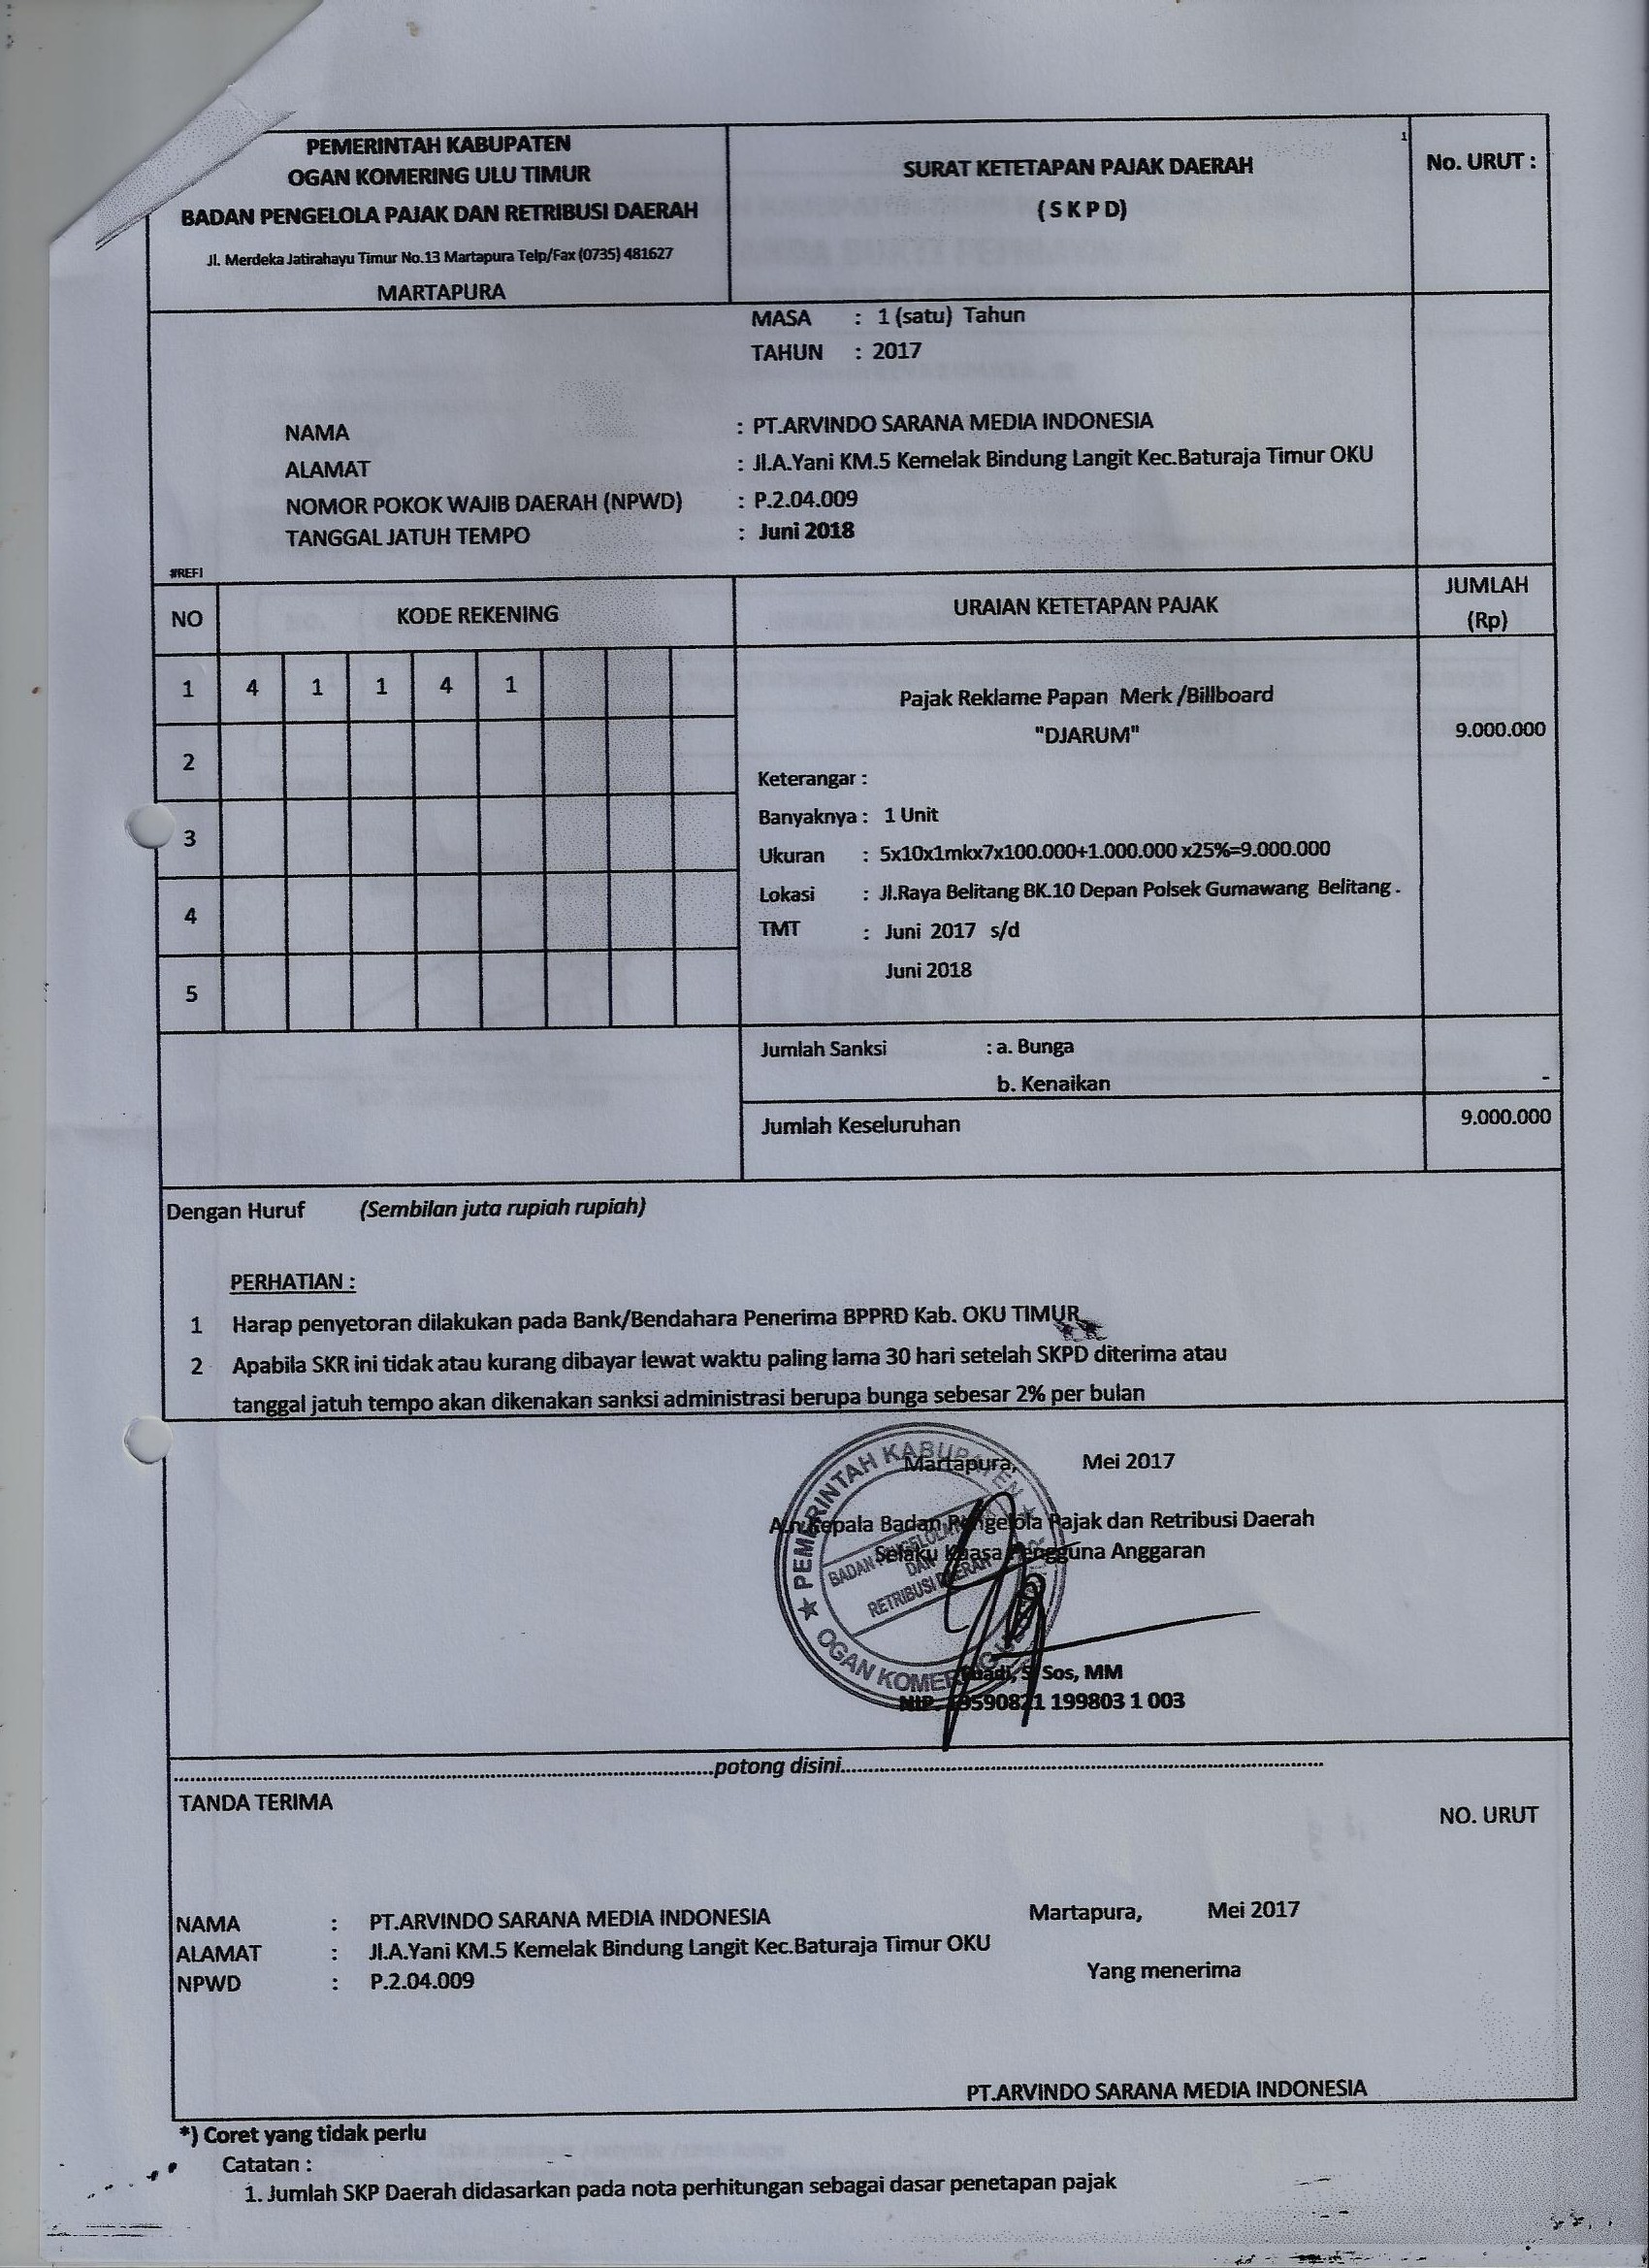 PEMERINTAH KABUPATEN
OGAN KOMERING ULU TIMUR
BADAN PENGELOLA PAJAK DAN RETRIBUSI DAERAH
Jl. Merdeka Jatirahayu Timur No.13 Martapura Telp/Fax (0735) 481627
MARTAPURA
SURAT KETETAPAN PAJAK DAERAH
( S K P D)
1
No. URUT :
MASA : 1 (satu) Tahun
TAHUN : 2017
NAMA : PT.ARVINDO SARANA MEDIA INDONESIA
ALAMAT : Jl.A.Yani KM.5 Kemelak Bindung Langit Kec.Baturaja Timur OKU
NOMOR POKOK WAJIB DAERAH (NPWD) : P.2.04.009
TANGGAL JATUH TEMPO : Juni 2018
#REF!
NO KODE REKENING URAIAN KETETAPAN PAJAK JUMLAH (Rp)
1 4 1 1 4 1
2
3
4
5
Pajak Reklame Papan Merk /Billboard
"DJARUM" 9.000.000
Keterangar :
Banyaknya : 1 Unit
Ukuran : 5x10x1mkx7x100.000+1.000.000 x25%=9.000.000
Lokasi : Jl.Raya Belitang BK.10 Depan Polsek Gumawang Belitang .
TMT : Juni 2017 s/d
Juni 2018
Jumlah Sanksi : a. Bunga
b. Kenaikan -
Jumlah Keseluruhan 9.000.000
Dengan Huruf (Sembilan juta rupiah rupiah)
PERHATIAN :
1 Harap penyetoran dilakukan pada Bank/Bendahara Penerima BPPRD Kab. OKU TIMUR
2 Apabila SKR ini tidak atau kurang dibayar lewat waktu paling lama 30 hari setelah SKPD diterima atau
tanggal jatuh tempo akan dikenakan sanksi administrasi berupa bunga sebesar 2% per bulan
Martapura, Mei 2017
A.n Kepala Badan Pengelola Pajak dan Retribusi Daerah
Selaku Kuasa Pengguna Anggaran
PEMERINTAH KABUPATEN
BADAN PENGELOLA
DAN
RETRIBUSI DAERAH
OGAN KOMERING
S Sos, MM
NIP. 19590821 199803 1 003
potong disini
TANDA TERIMA
NO. URUT
NAMA : PT.ARVINDO SARANA MEDIA INDONESIA
ALAMAT : Jl.A.Yani KM.5 Kemelak Bindung Langit Kec.Baturaja Timur OKU
NPWD : P.2.04.009
Martapura, Mei 2017
Yang menerima
PT.ARVINDO SARANA MEDIA INDONESIA
*) Coret yang tidak perlu
Catatan :
1. Jumlah SKP Daerah didasarkan pada nota perhitungan sebagai dasar penetapan pajak